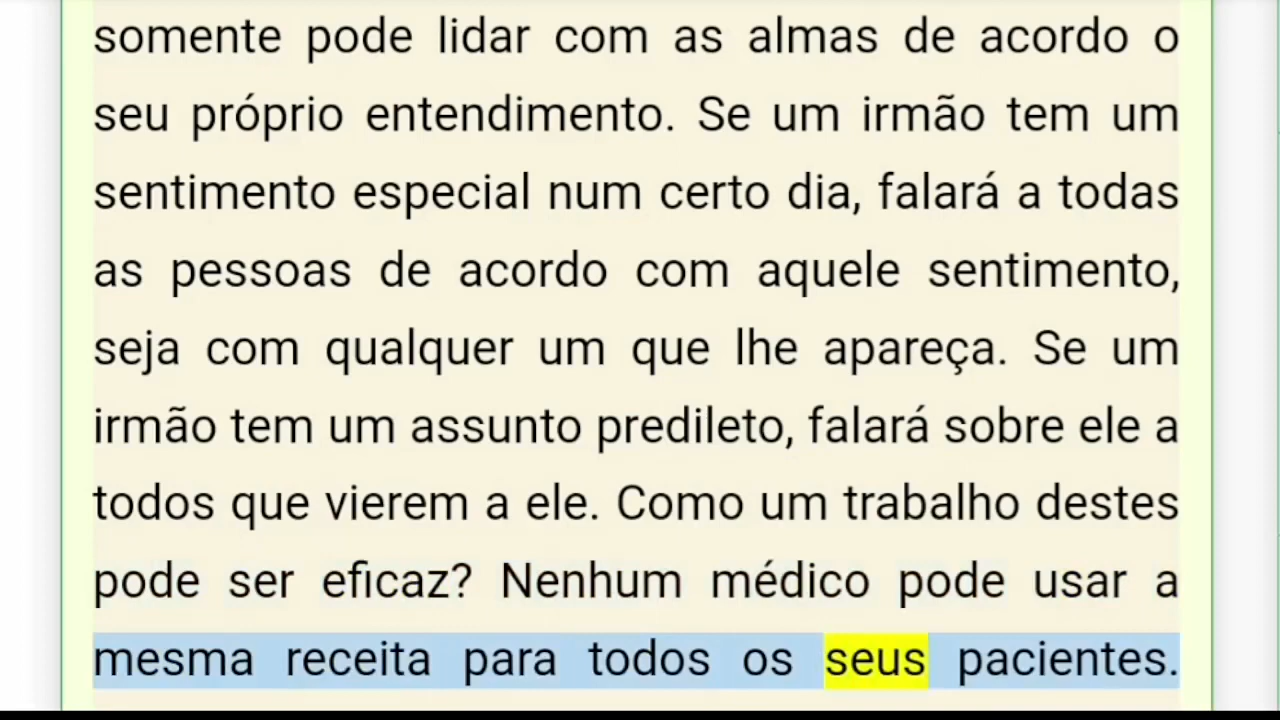 somente pode lidar com as almas de acordo o
seu próprio entendimento. Se um irmão tem um
sentimento especial num certo dia, falará a todas
as pessoas de acordo com aquele sentimento,
seja com qualquer um que lhe apareça. Se um
irmão tem um assunto predileto, falará sobre ele a
todos que vierem a ele. Como um trabalho destes
pode ser eficaz? Nenhum médico pode usar a
mesma receita para todos os seus pacientes.